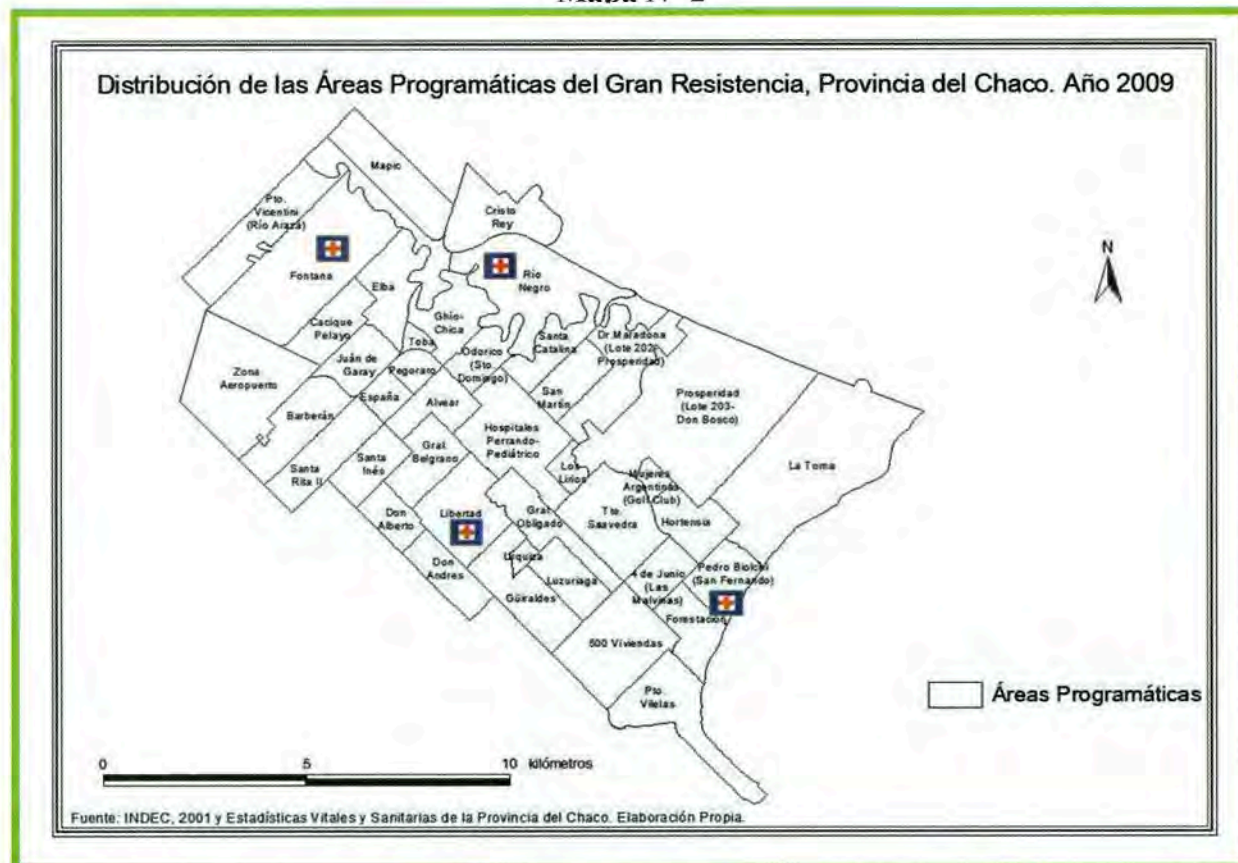 Distribución de las Áreas Programáticas del Gran Resistencia, Provincia del Chaco. Año 2009
Mapic
Cristo
Rey
Pto.
Vicentini
(Río Arazá)
Fontana
Río
Negro
N
Elba
Cacique
Pelayo
Ghío-
Chica
Toba
Santa
Catalina
Dr. Maradona
(Lote 202-
Prosperidad)
Odorico
(Sto
Domingo)
Juán de
Garay
Pegoraro
Zona
Aeropuerto
España
Alvear
San
Martín
Prosperidad
(Lote 203-
Don Bosco)
Barberán
Hospitales
Perrando-
Pediátrico
Gral.
Belgrano
Santa
Inés
Santa
Rita II
Los
Lirios
La Toma
Mujeres
Argentinas
(Golf Club)
Don
Alberto
Libertad
Gral.
Obligado
Tte.
Saavedra
Hortensia
Don
Andres
Urquiza
Luzuriaga
Güiraldes
4 de Junio
(Las
Malvinas)
Pedro Biolchi
(San Fernando)
Forestación
500 Viviendas
Pto.
Vilelas
Áreas Programáticas
0 5 10 kilómetros
Fuente: INDEC, 2001 y Estadísticas Vitales y Sanitarias de la Provincia del Chaco. Elaboración Propia.